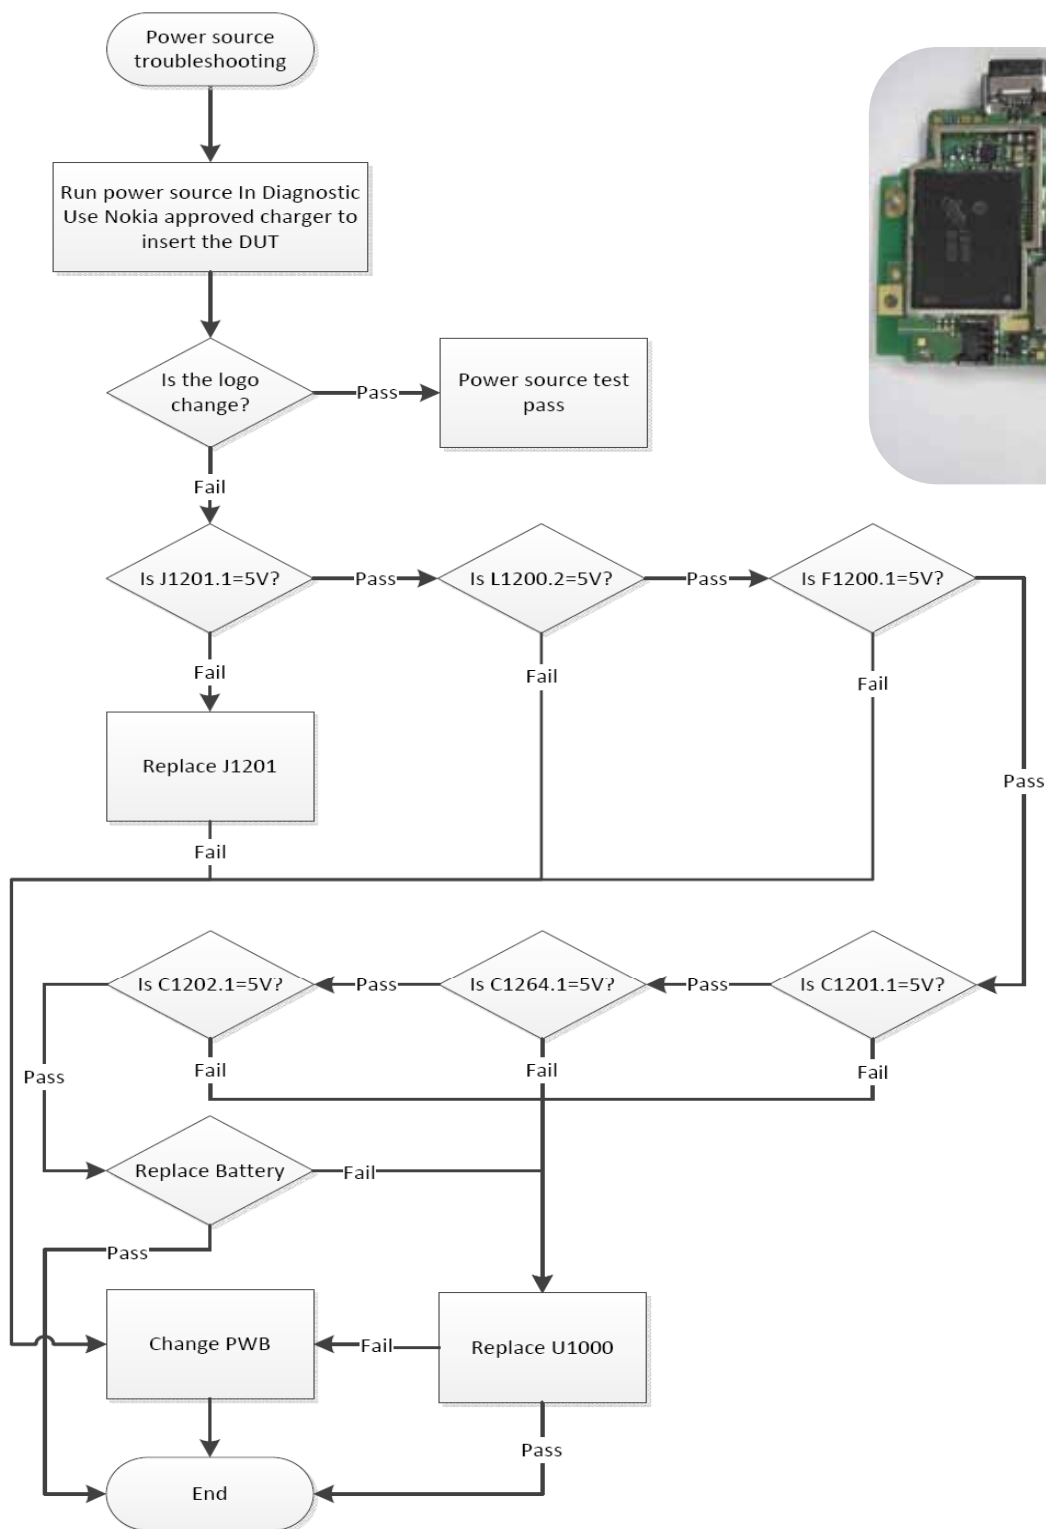 Power source
troubleshooting
Run power source In Diagnostic
Use Nokia approved charger to
insert the DUT
Is the logo
change?
Pass
Power source test
pass
Fail
Is J1201.1=5V?
Pass
Is L1200.2=5V?
Pass
Is F1200.1=5V?
Fail
Fail
Fail
Pass
Replace J1201
Fail
Is C1202.1=5V?
Pass
Is C1264.1=5V?
Pass
Is C1201.1=5V?
Pass
Fail
Fail
Fail
Replace Battery
Fail
Pass
Change PWB
Fail
Replace U1000
Pass
End